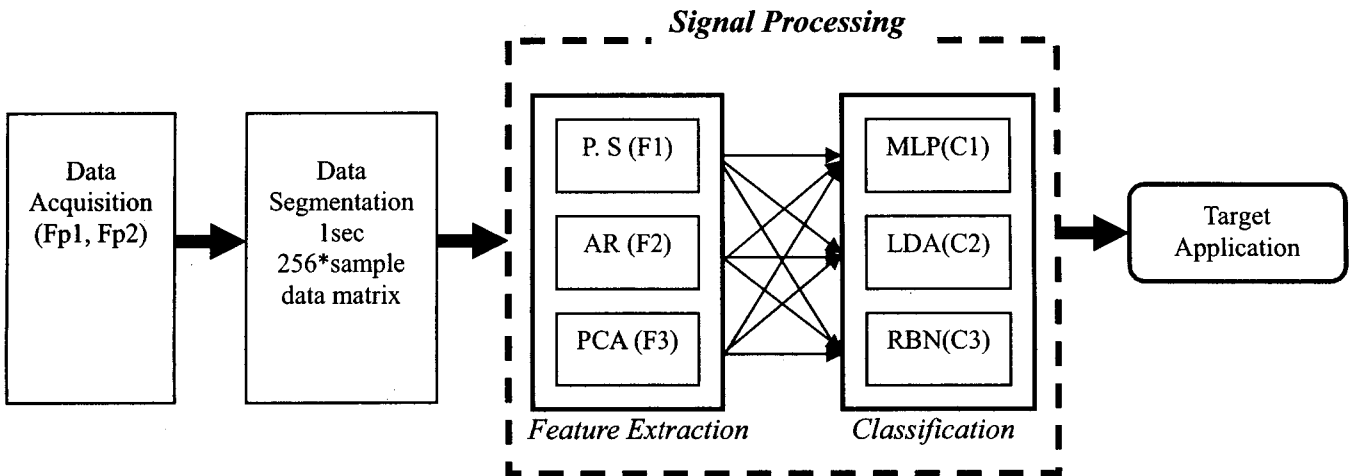 Signal Processing
Data
Acquisition
(Fp1, Fp2)
Data
Segmentation
1sec
256*sample
data matrix
P. S (F1)
AR (F2)
PCA (F3)
Feature Extraction
MLP(C1)
LDA(C2)
RBN(C3)
Classification
Target
Application